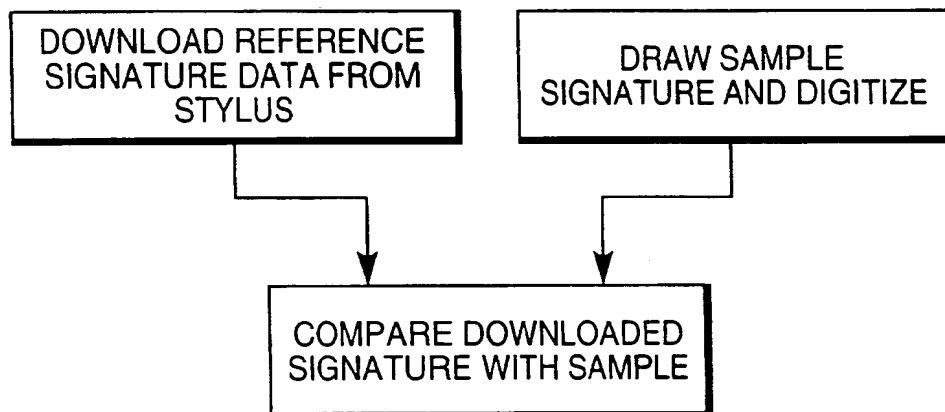 DOWNLOAD REFERENCE
SIGNATURE DATA FROM
STYLUS
DRAW SAMPLE
SIGNATURE AND DIGITIZE
COMPARE DOWNLOADED
SIGNATURE WITH SAMPLE